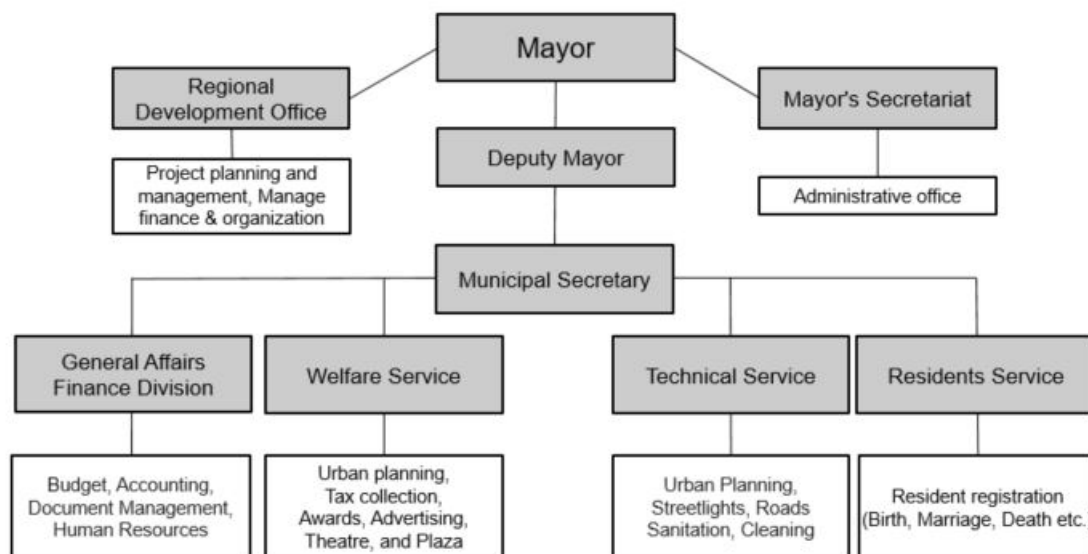 Mayor
Regional
Development Office
Mayor's Secretariat
Deputy Mayor
Project planning and
management, Manage
finance & organization
Administrative office
Municipal Secretary
General Affairs
Finance Division
Welfare Service
Technical Service
Residents Service
Budget, Accounting,
Document Management,
Human Resources
Urban planning,
Tax collection,
Awards, Advertising,
Theatre, and Plaza
Urban Planning,
Streetlights, Roads
Sanitation, Cleaning
Resident registration
(Birth, Marriage, Death etc.)